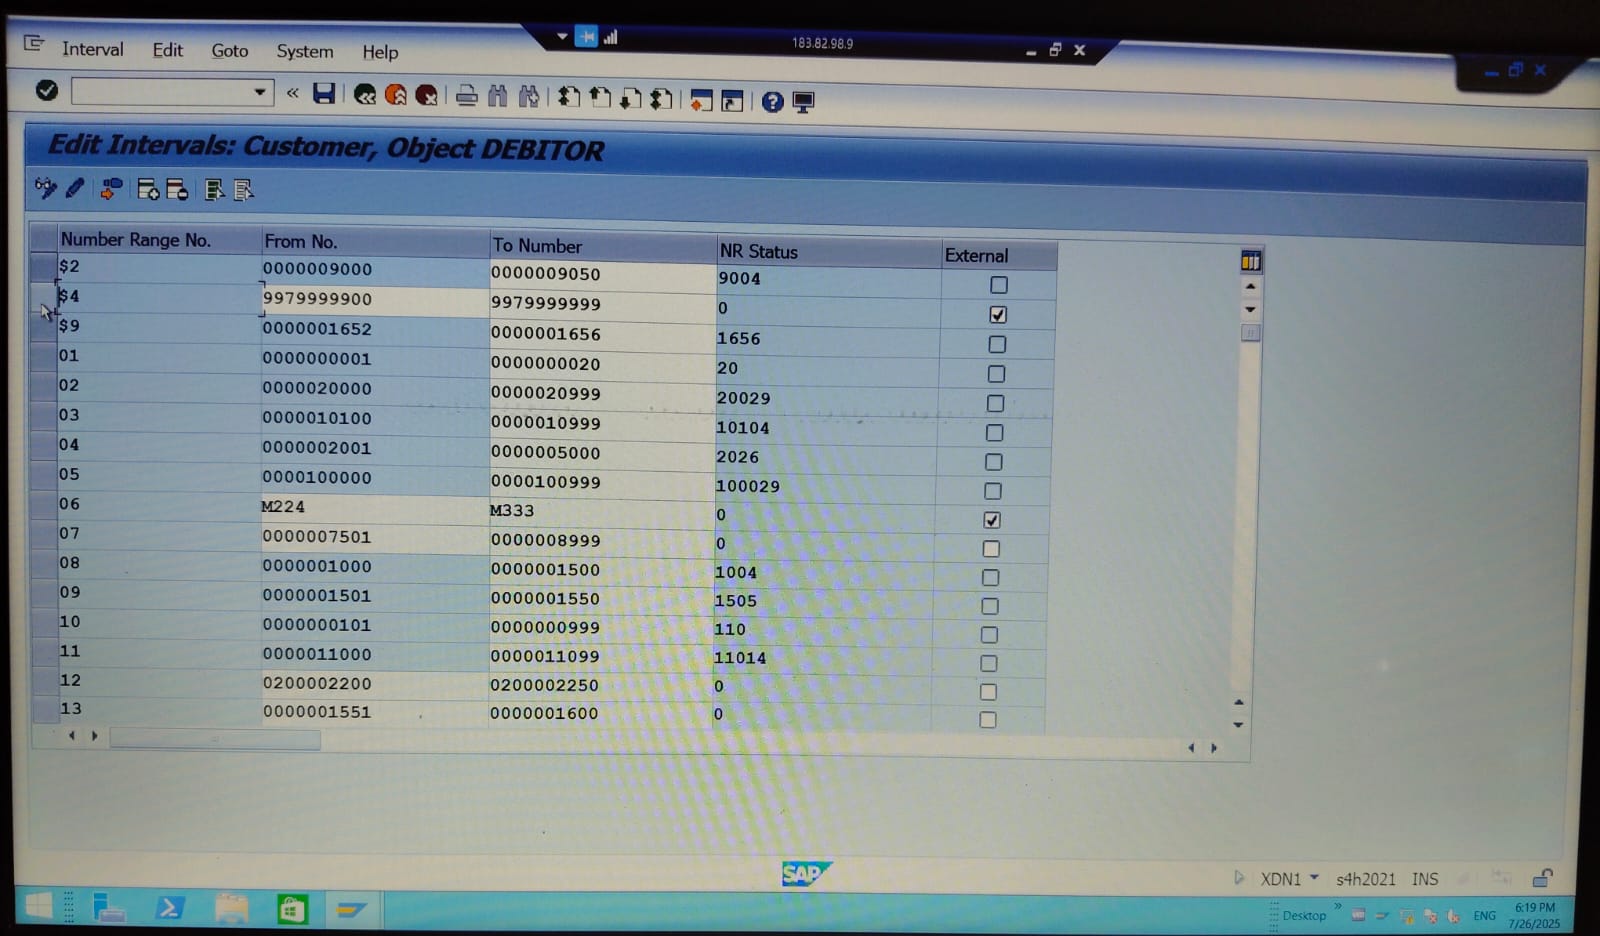 183.82.98.9
Interval Edit Goto System Help
Edit Intervals: Customer, Object DEBITOR
Number Range No. From No. To Number NR Status External
$2 0000009000 0000009050 9004
$4 9979999900 9979999999 0
$9 0000001652 0000001656 1656
01 0000000001 0000000020 20
02 0000020000 0000020999 20029
03 0000010100 0000010999 10104
04 0000002001 0000005000 2026
05 0000100000 0000100999 100029
06 M224 M333 0
07 0000007501 0000008999 0
08 0000001000 0000001500 1004
09 0000001501 0000001550 1505
10 0000000101 0000000999 110
11 0000011000 0000011099 11014
12 0200002200 0200002250 0
13 0000001551 0000001600 0
SAP
XDN1 s4h2021 INS
Desktop ENG 6:19 PM
7/26/2025